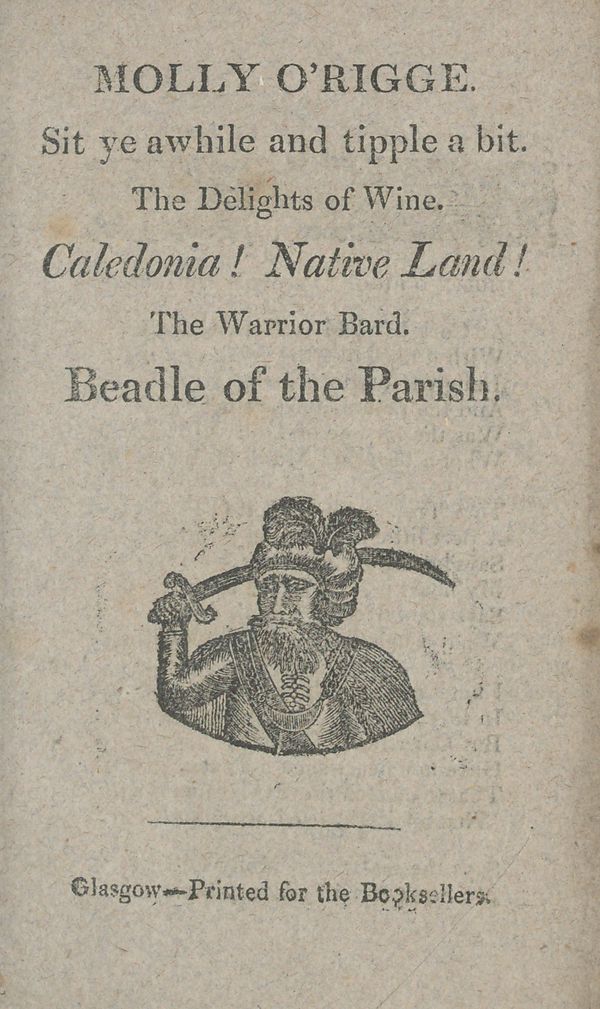 MOLLY O'RIGGE.
Sit ye awhile and tipple a bit.
The Delights of Wine.
Caledonia! Native Land!
The Warrior Bard.
Beadle of the Parish.
Glasgow—Printed for the Booksellers.